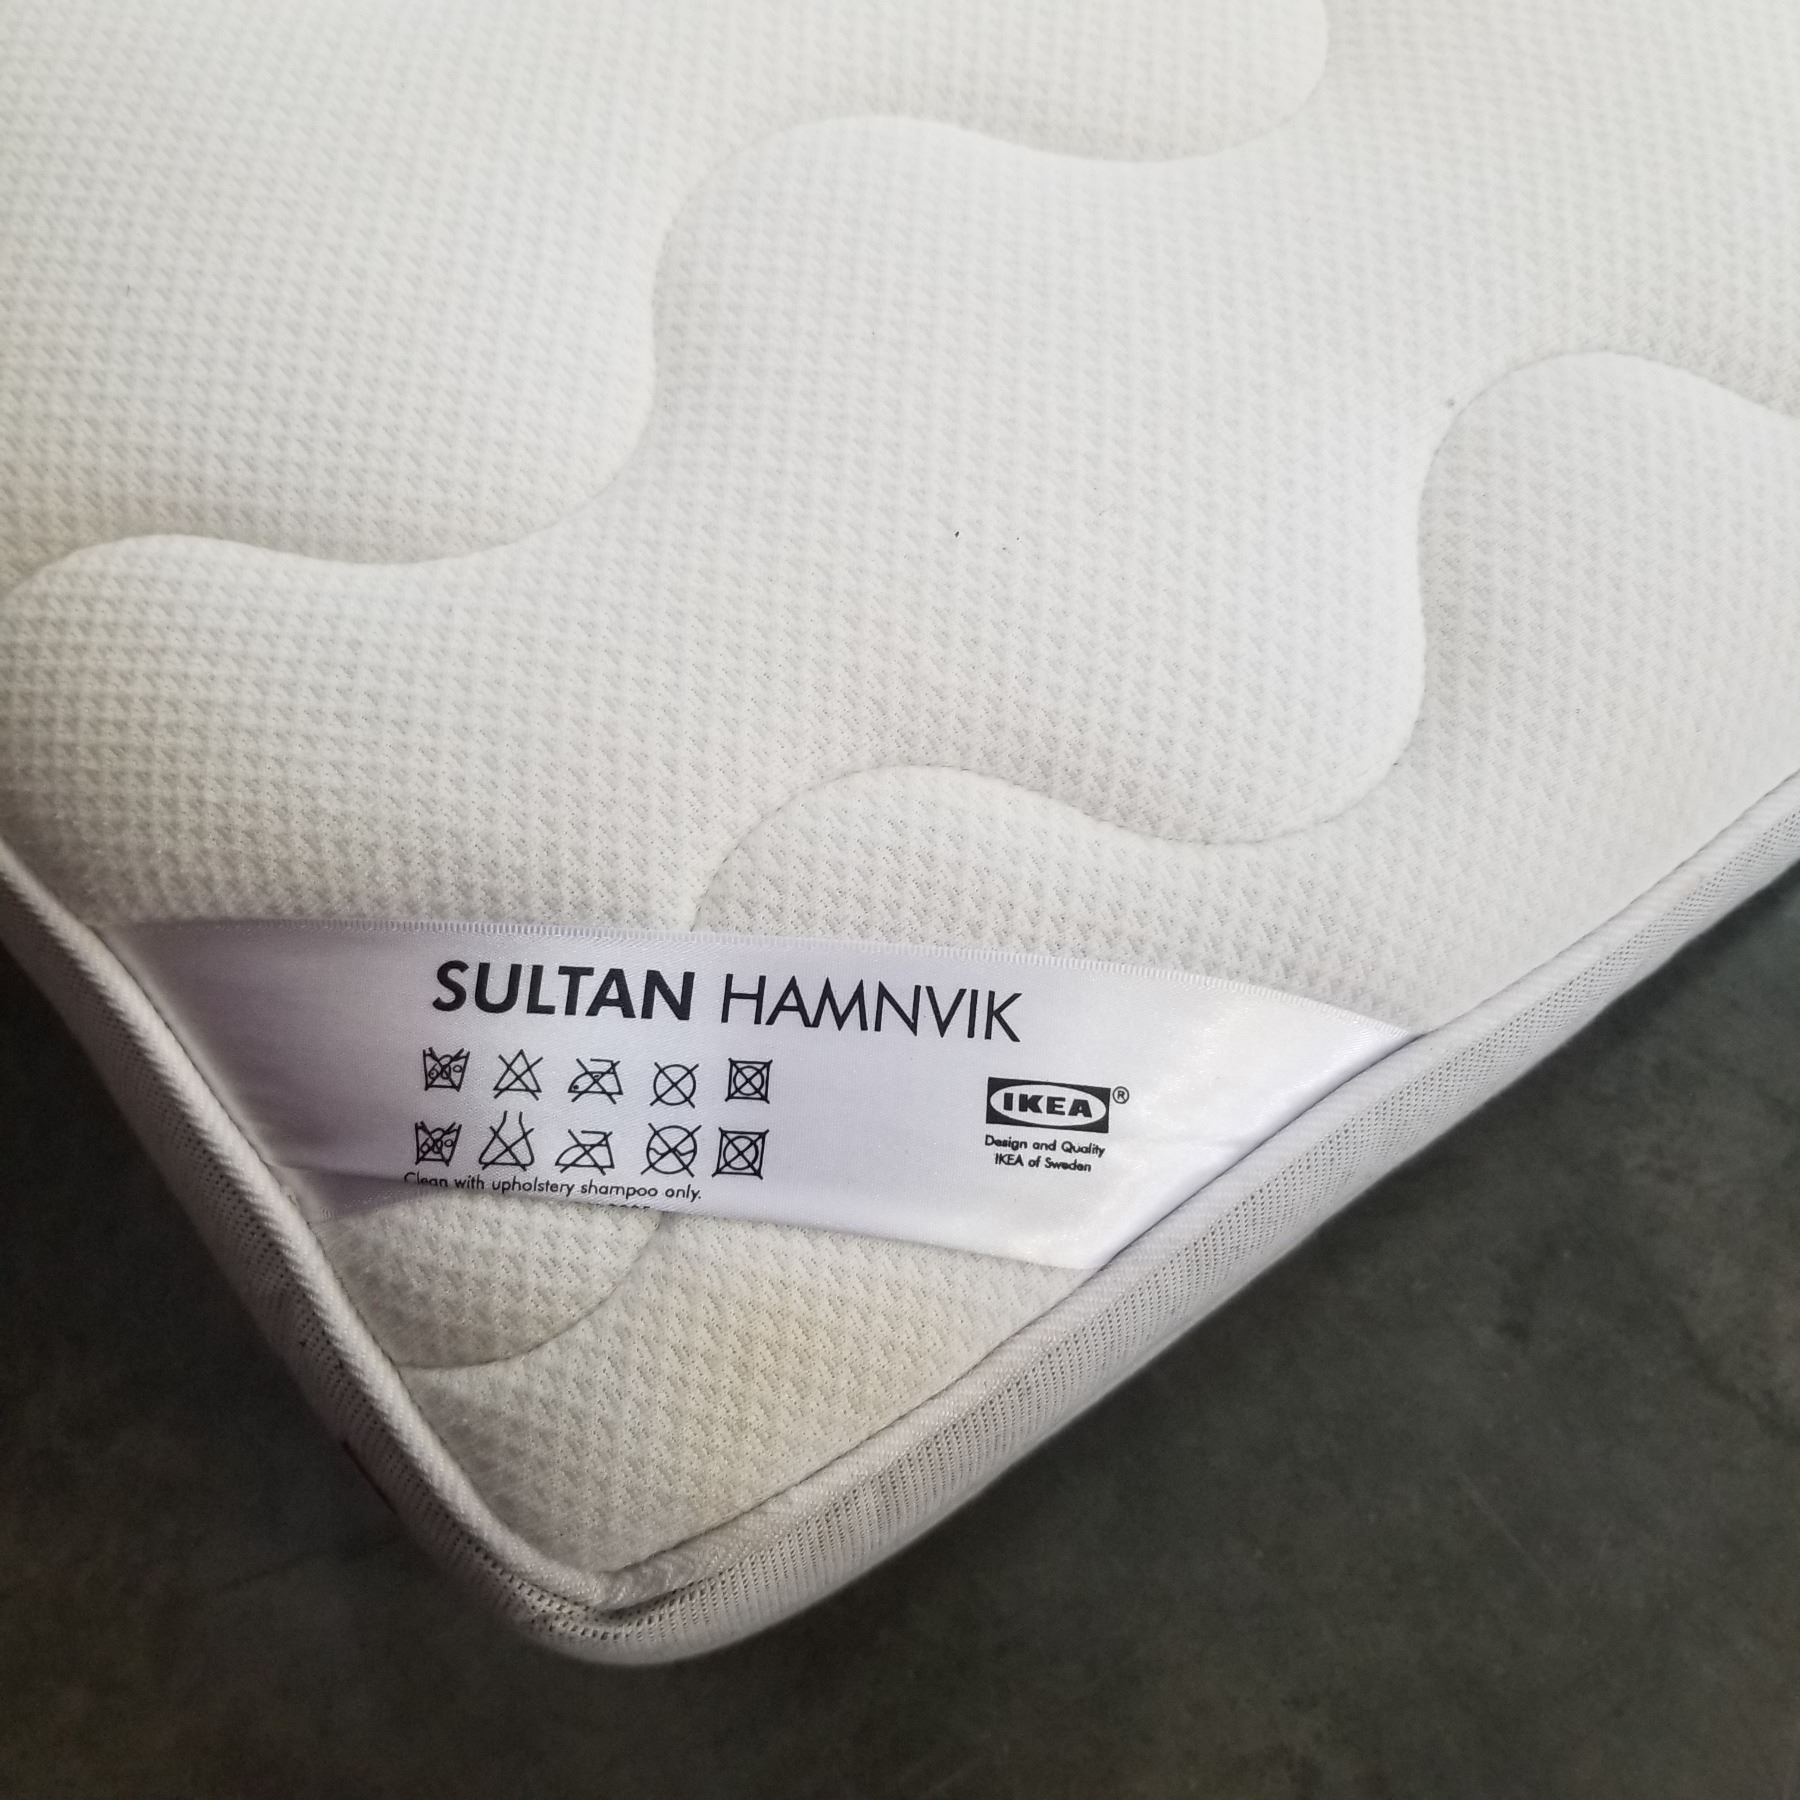 SULTAN HAMNVIK
IKEA®
Design and Quality
IKEA of Sweden
Clean with upholstery shampoo only.